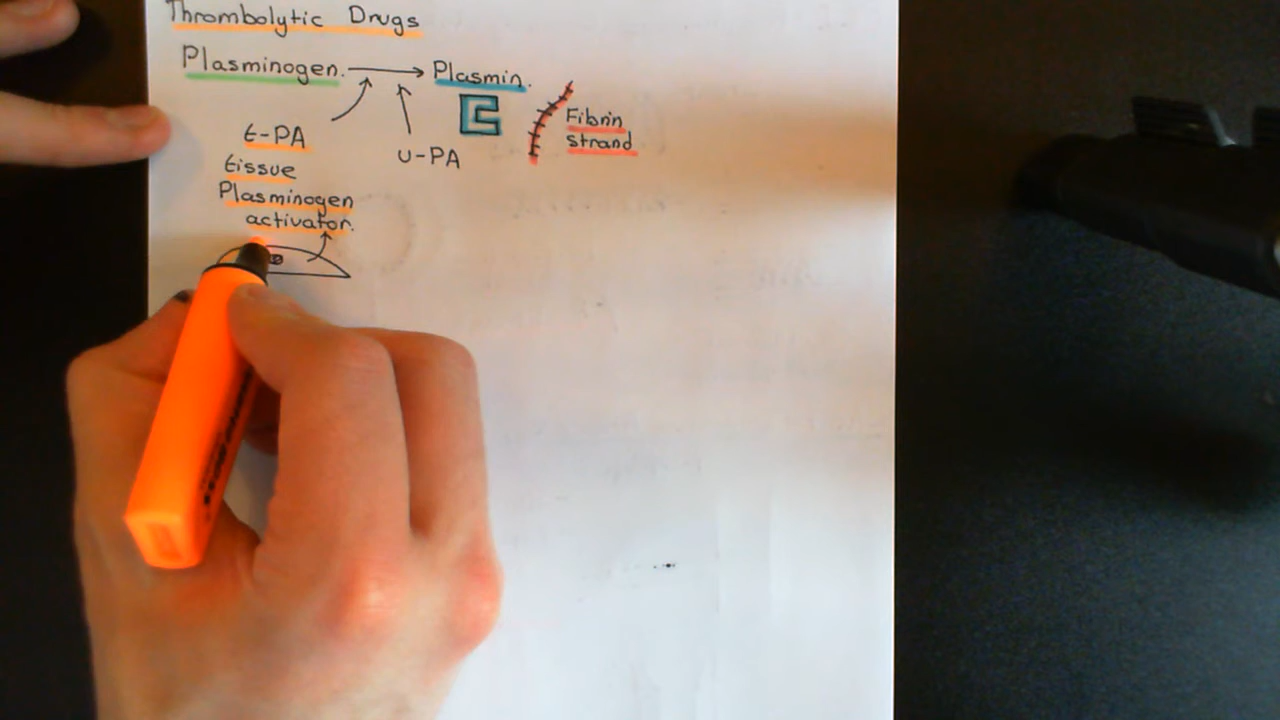 Thrombolytic Drugs
Plasminogen. → Plasmin.
Fibrin
strand
t-PA
u-PA
tissue
Plasminogen
activator.